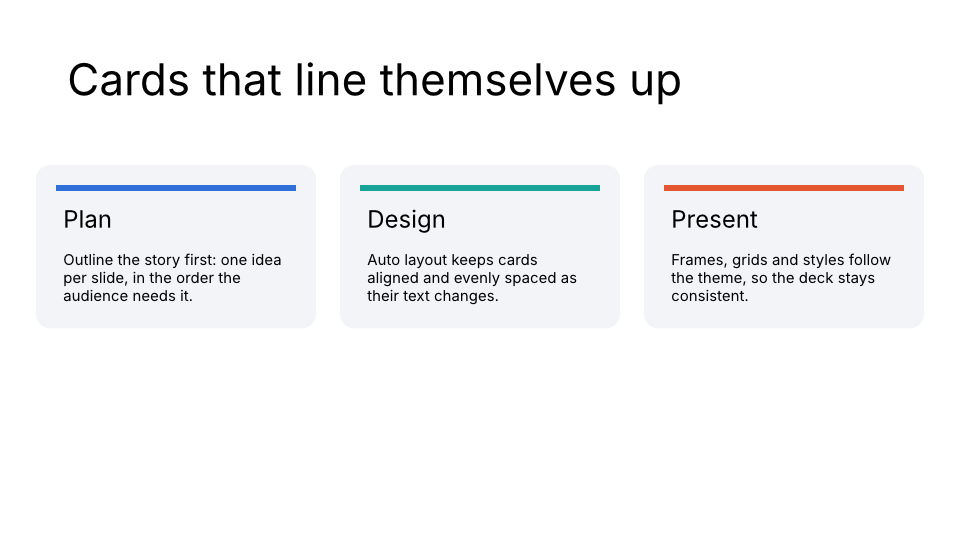 Cards that line themselves up
Plan
Outline the story first: one idea
per slide, in the order the
audience needs it.
Design
Auto layout keeps cards
aligned and evenly spaced as
their text changes.
Present
Frames, grids and styles follow
the theme, so the deck stays
consistent.